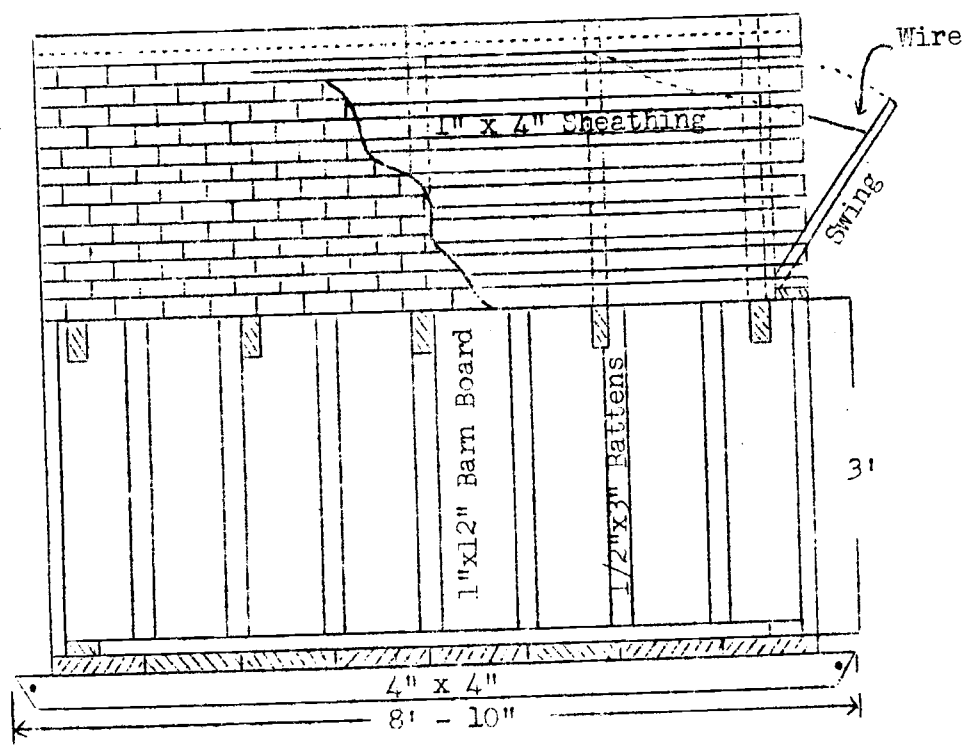 Wire
1" x 4" Sheathing
Swing
1"x12" Barn Board
1/2"x3" Battens
3'
4" x 4"
8' - 10"